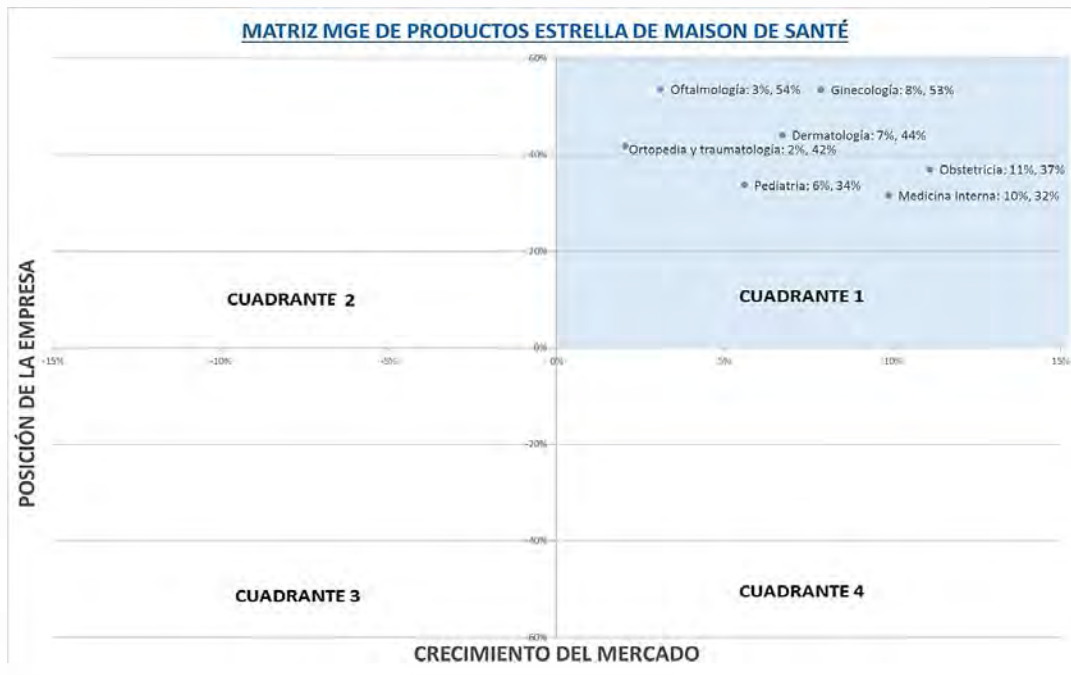 MATRIZ MGE DE PRODUCTOS ESTRELLA DE MAISON DE SANTÉ
60%
Oftalmología: 3%, 54%
Ginecología: 8%, 53%
Dermatología: 7%, 44%
Ortopedia y traumatología: 2%, 42%
40%
Obstetricia: 11%, 37%
Pediatria: 6%, 34%
Medicina Interna: 10%, 32%
20%
POSICIÓN DE LA EMPRESA
CUADRANTE 2
CUADRANTE 1
0%
-15%
-10%
-5%
0%
5%
10%
15%
-20%
-40%
CUADRANTE 3
CUADRANTE 4
-60%
CRECIMIENTO DEL MERCADO